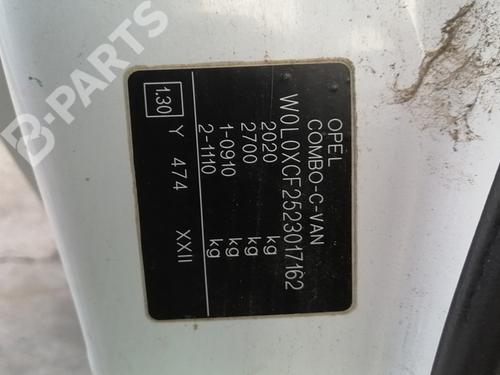 OPEL
COMBO-C-VAN
W0L0XCF2523017162
2020 kg
2700 kg
1-0910 kg
2-1110 kg
1.30 Y 474 XXII
B-PARTS